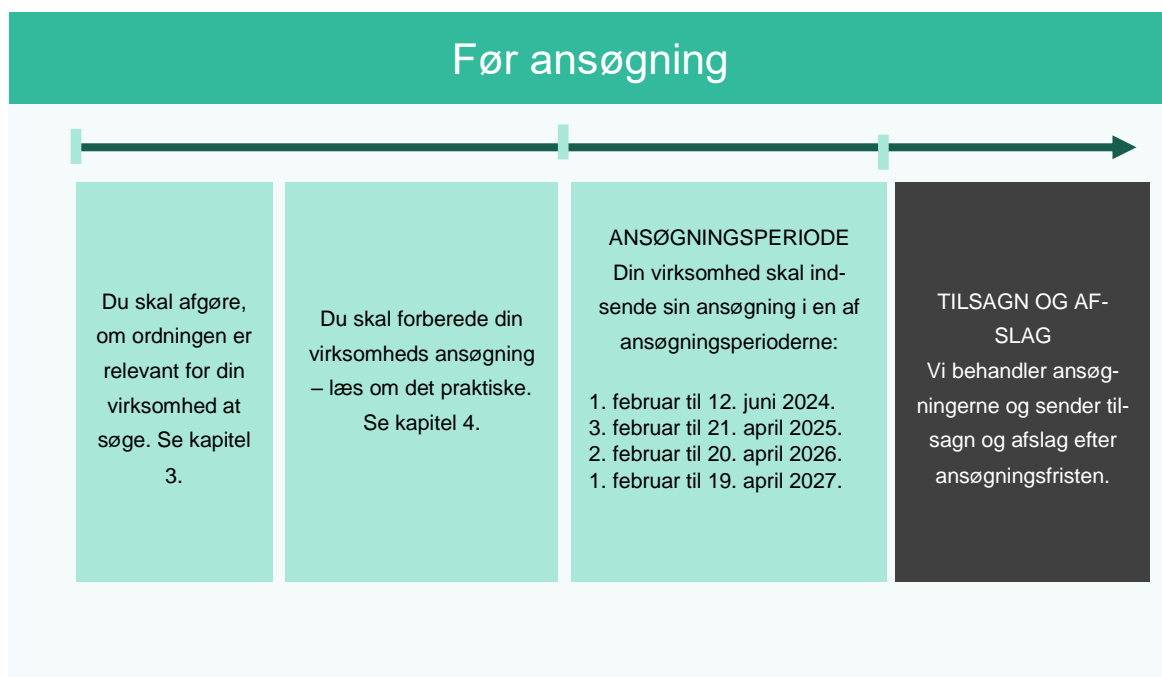 Før ansøgning
Du skal afgøre,
om ordningen er
relevant for din
virksomhed at
søge. Se kapitel
3.
Du skal forberede din
virksomheds ansøgning
– læs om det praktiske.
Se kapitel 4.
ANSØGNINGSPERIODE
Din virksomhed skal ind-
sende sin ansøgning i en af
ansøgningsperioderne:
1. februar til 12. juni 2024.
3. februar til 21. april 2025.
2. februar til 20. april 2026.
1. februar til 19. april 2027.
TILSAGN OG AF-
SLAG
Vi behandler ansøg-
ningerne og sender til-
sagn og afslag efter
ansøgningsfristen.